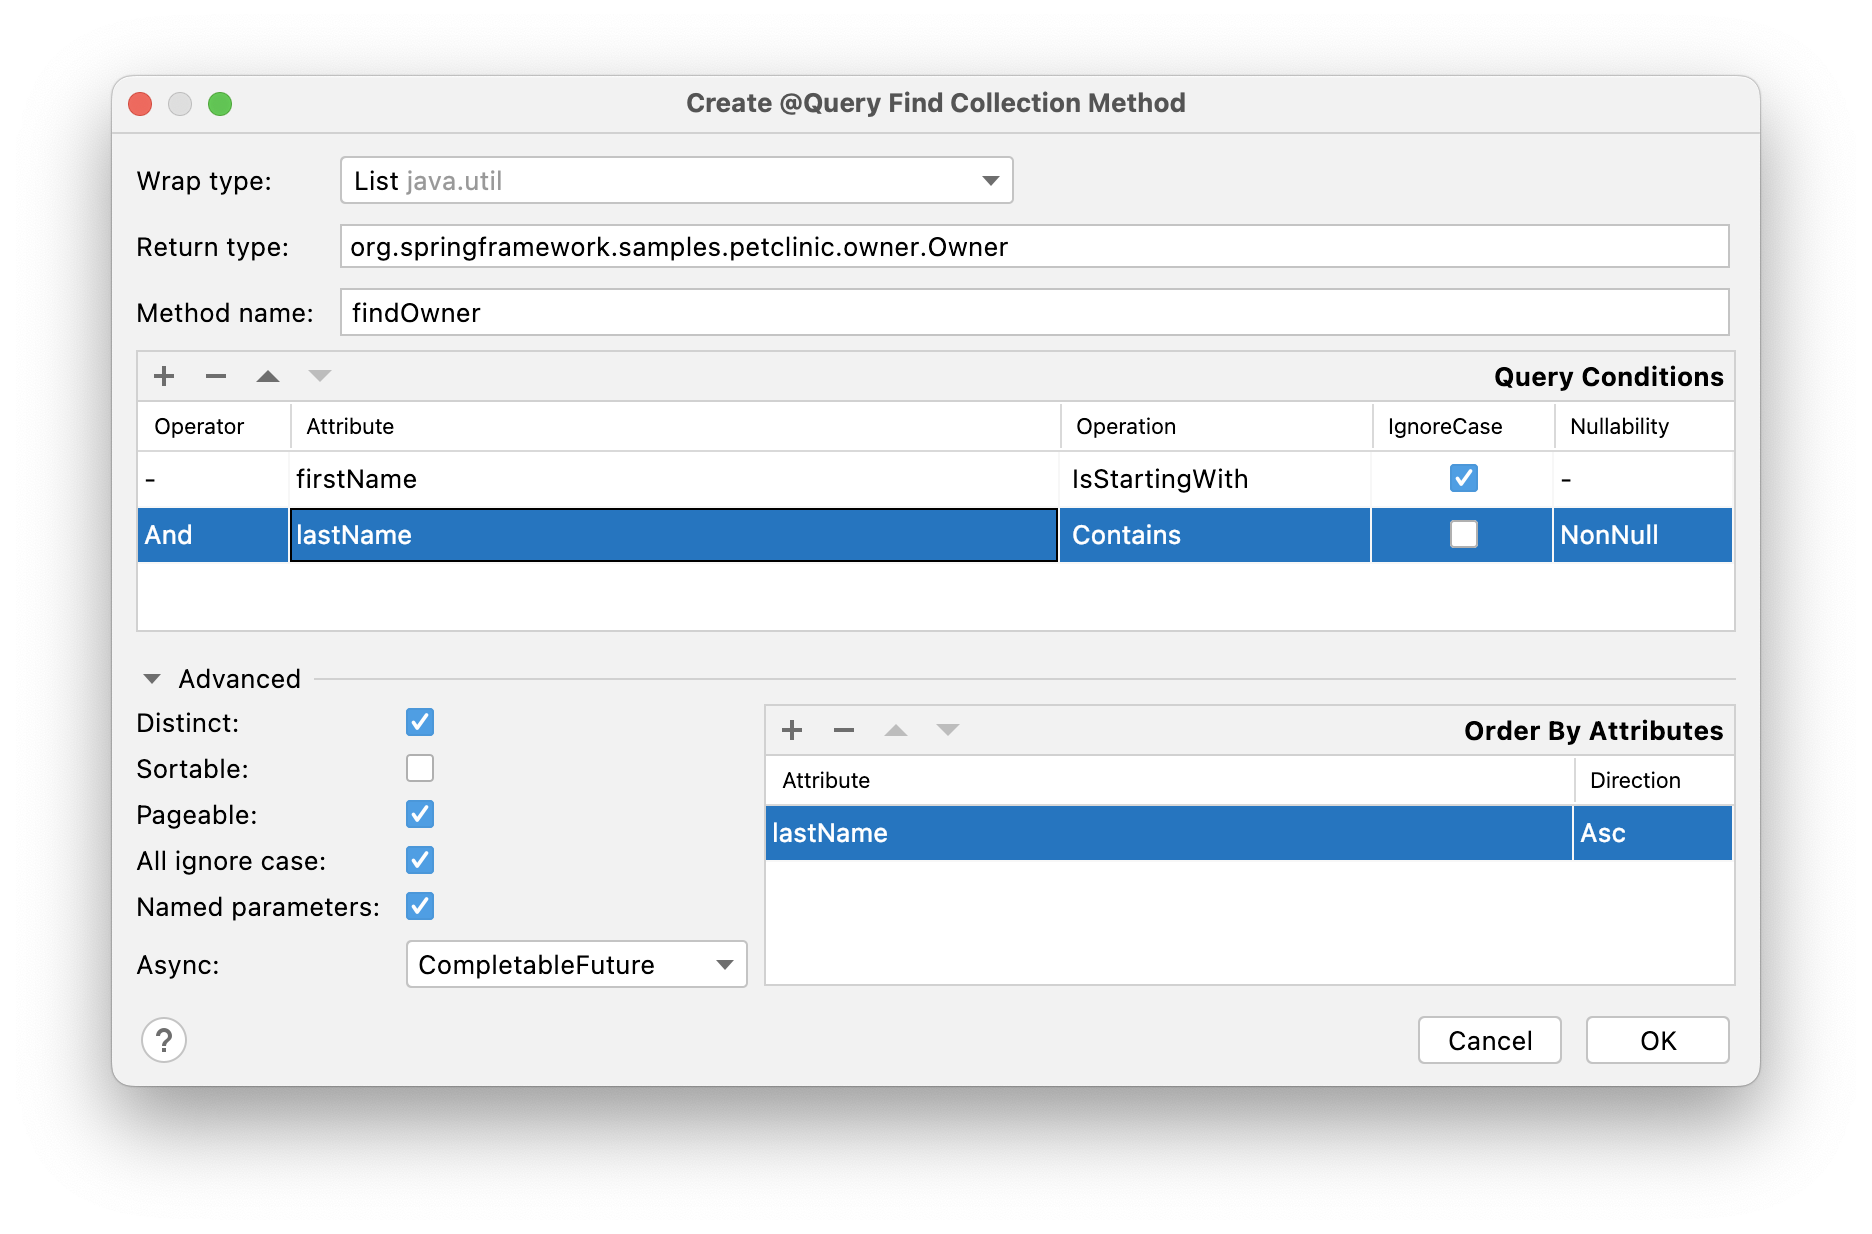 Create @Query Find Collection Method
Wrap type: List java.util
Return type: org.springframework.samples.petclinic.owner.Owner
Method name: findOwner
Query Conditions
Operator Attribute Operation IgnoreCase Nullability
- firstName IsStartingWith -
And lastName Contains NonNull
Advanced
Distinct:
Sortable:
Pageable:
All ignore case:
Named parameters:
Async: CompletableFuture
Order By Attributes
Attribute Direction
lastName Asc
? Cancel OK